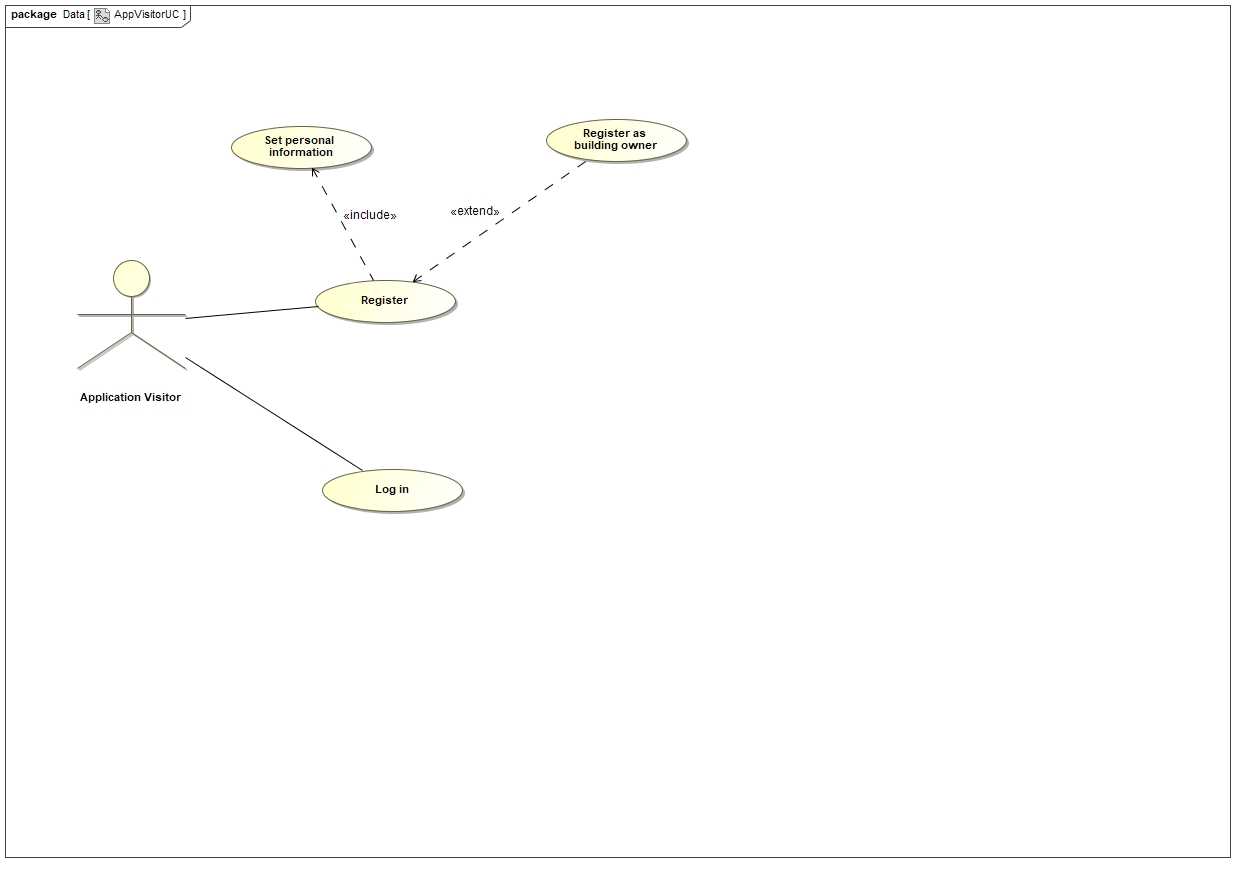 package Data [ AppVisitorUC ]
Set personal
information
Register as
building owner
«include»
«extend»
Register
Application Visitor
Log in